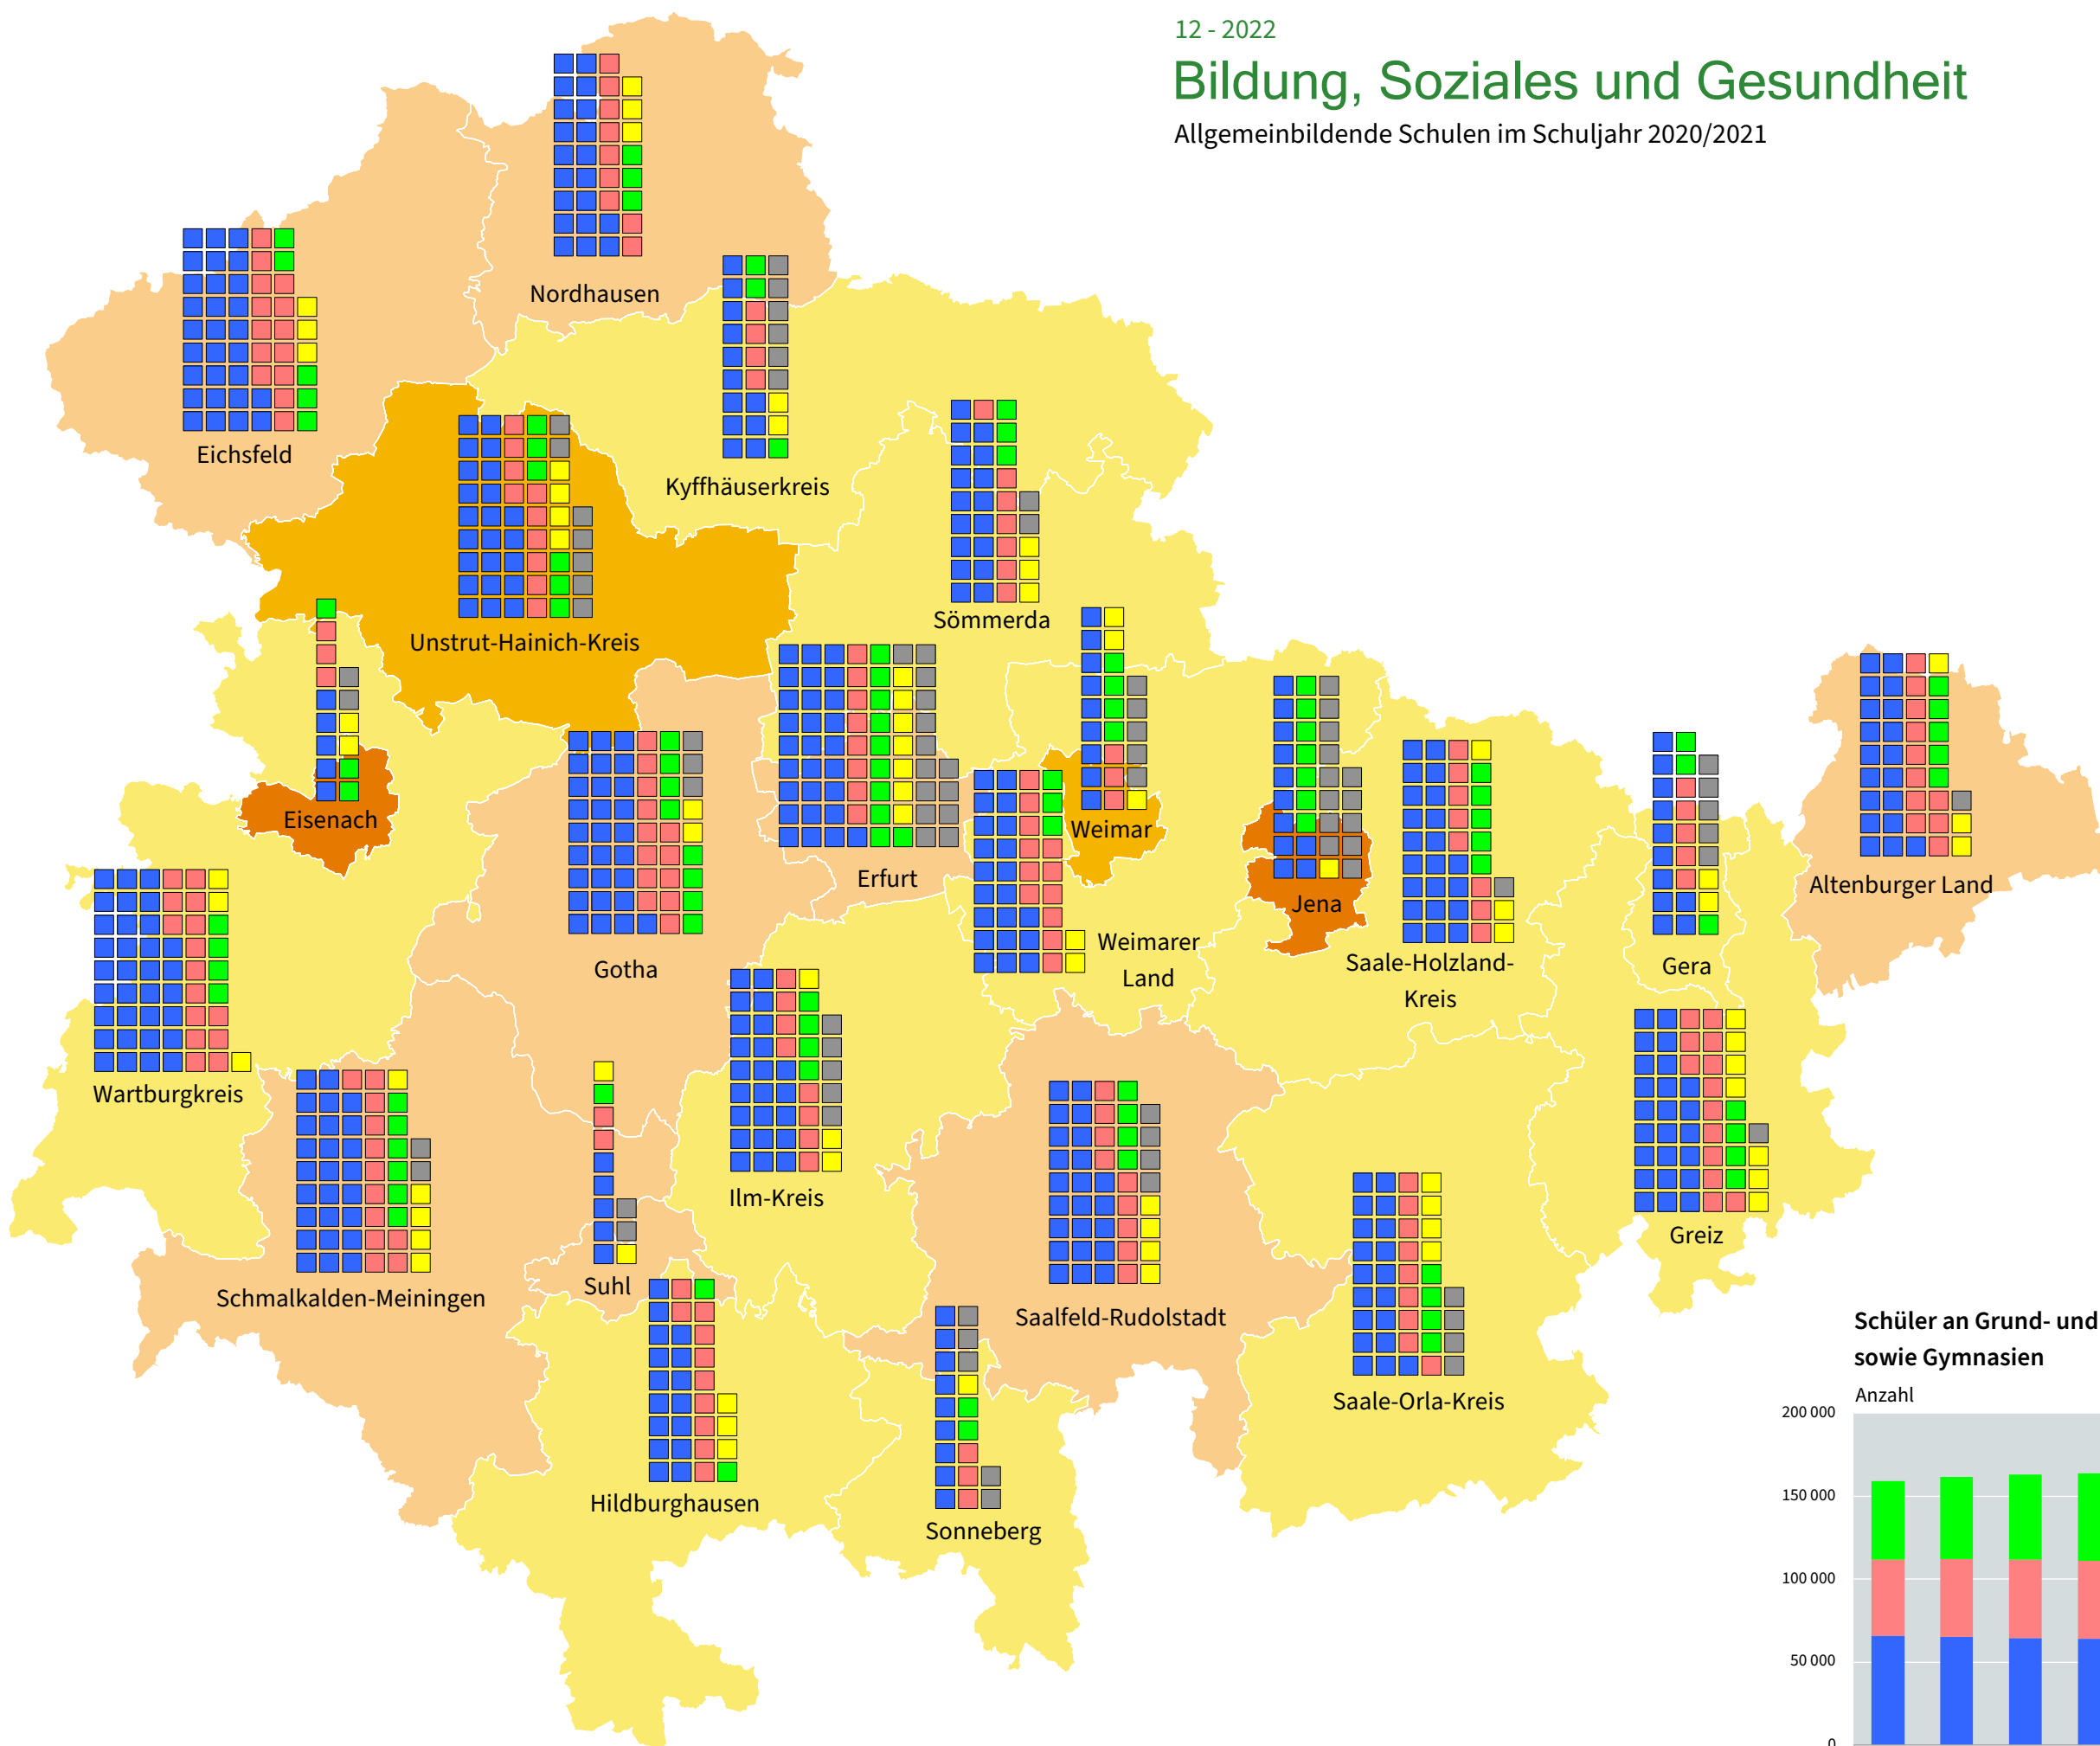 12 - 2022
Bildung, Soziales und Gesundheit
Allgemeinbildende Schulen im Schuljahr 2020/2021
Nordhausen
Eichsfeld
Kyffhäuserkreis
Sömmerda
Unstrut-Hainich-Kreis
Eisenach
Weimar
Erfurt
Altenburger Land
Jena
Weimarer
Land
Saale-Holzland-
Kreis
Gera
Gotha
Wartburgkreis
Ilm-Kreis
Greiz
Suhl
Schmalkalden-Meiningen
Saalfeld-Rudolstadt
Saale-Orla-Kreis
Hildburghausen
Sonneberg
Schüler an Grund- und
sowie Gymnasien
Anzahl
200 000
150 000
100 000
50 000
0